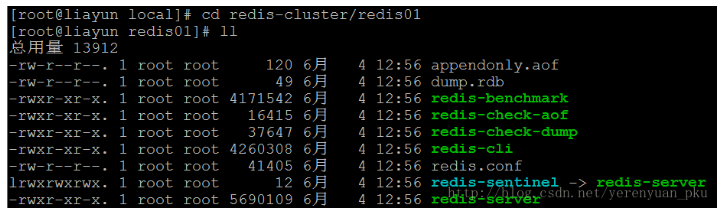 [root@liayun local]# cd redis-cluster/redis01
[root@liayun redis01]# ll
总用量 13912
-rw-r--r--. 1 root root     120 6月   4 12:56 appendonly.aof
-rw-r--r--. 1 root root      49 6月   4 12:56 dump.rdb
-rwxr-xr-x. 1 root root 4171542 6月   4 12:56 redis-benchmark
-rwxr-xr-x. 1 root root   16415 6月   4 12:56 redis-check-aof
-rwxr-xr-x. 1 root root   37647 6月   4 12:56 redis-check-dump
-rwxr-xr-x. 1 root root 4260308 6月   4 12:56 redis-cli
-rw-r--r--. 1 root root   41405 6月   4 12:56 redis.conf
lrwxrwxrwx. 1 root root      12 6月   4 12:56 redis-sentinel -> redis-server
-rwxr-xr-x. 1 root root 5690109 6月   4 12:56 redis-server
http://blog.csdn.net/yerenyuan_pku